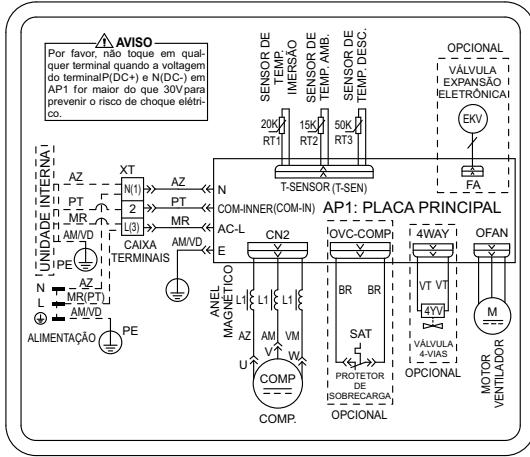 AVISO
Por favor, não toque em qual-
quer terminal quando a voltagem
do terminalP(DC+) e N(DC-) em
AP1 for maior do que 30Vpara
prevenir o risco de choque elétri-
co.
SENSOR DE
TEMP.
IMERSÃO
SENSOR DE
TEMP. AMB.
SENSOR DE
TEMP. DESC.
OPCIONAL
VÁLVULA
EXPANSÃO
ELETRÔNICA
EKV
FA
20K
RT1
15K
RT2
50K
RT3
T-SENSOR (T-SEN)
AP1: PLACA PRINCIPAL
UNIDADE INTERNA
AZ
PT
MR
AM/VD
PE
XT
N(1)
2
L(3)
CAIXA
TERMINAIS
AZ
PT
MR
AM/VD
N
COM-INNER(COM-IN)
AC-L
E
N
L
AZ
MR(PT)
AM/VD
PE
ALIMENTAÇÃO
CN2
OVC-COMP
4WAY
OFAN
ANEL
MAGNÉTICO
L1
L1
L1
AZ
AM
VM
U
V
W
COMP
COMP.
BR
BR
SAT
PROTETOR
DE
SOBRECARGA
OPCIONAL
VT
VT
4YV
VÁLVULA
4-VIAS
OPCIONAL
M
MOTOR
VENTILADOR